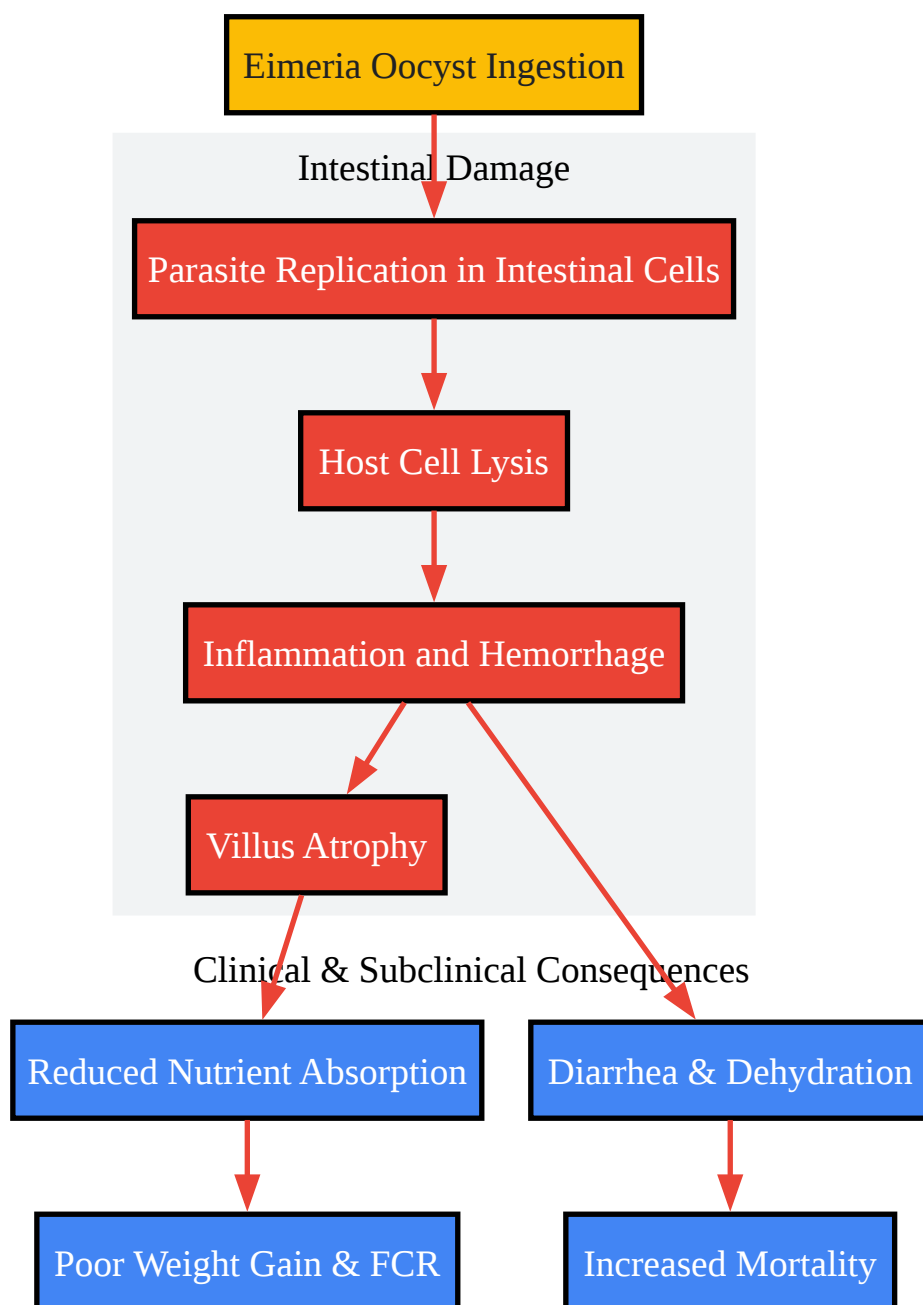 Eimeria Oocyst Ingestion
Intestinal Damage
Parasite Replication in Intestinal Cells
Host Cell Lysis
Inflammation and Hemorrhage
Villus Atrophy
Clinical & Subclinical Consequences
Reduced Nutrient Absorption
Diarrhea & Dehydration
Poor Weight Gain & FCR
Increased Mortality